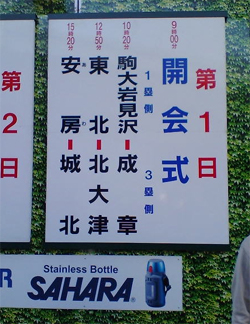 第1日
9時00分
開会式
1塁側
3塁側
10時20分
駒大岩見沢＝成章
12時50分
東北＝北大津
15時20分
安房＝城北
第2日
Stainless Bottle
SAHARA
R